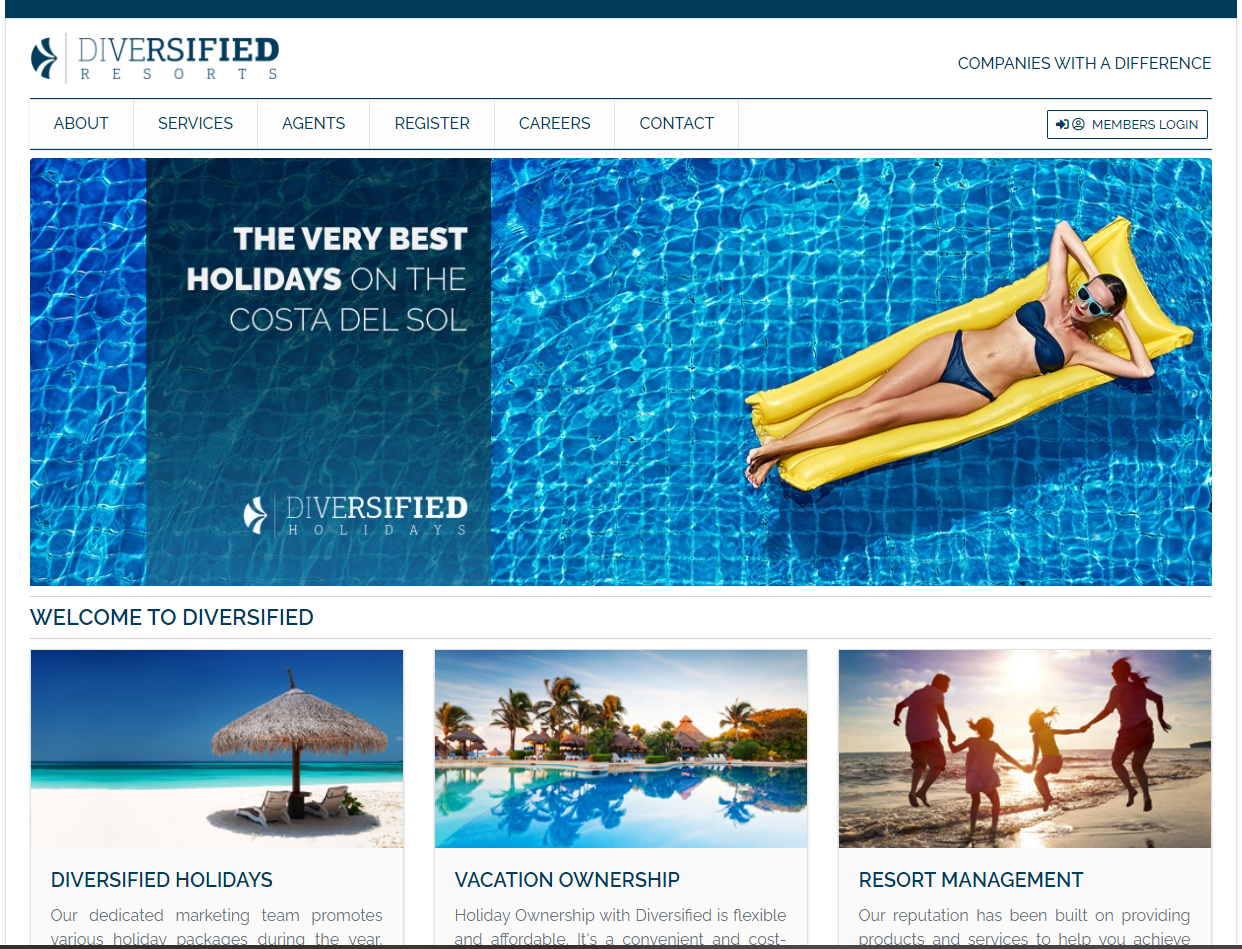 DIVERSIFIED
RESORTS
COMPANIES WITH A DIFFERENCE
ABOUT
SERVICES
AGENTS
REGISTER
CAREERS
CONTACT
MEMBERS LOGIN
THE VERY BEST
HOLIDAYS ON THE
COSTA DEL SOL
DIVERSIFIED
HOLIDAYS
WELCOME TO DIVERSIFIED
DIVERSIFIED HOLIDAYS
Our dedicated marketing team promotes
various holiday packages during the year,
VACATION OWNERSHIP
Holiday Ownership with Diversified is flexible
and affordable. It's a convenient and cost-
RESORT MANAGEMENT
Our reputation has been built on providing
products and services to help you achieve